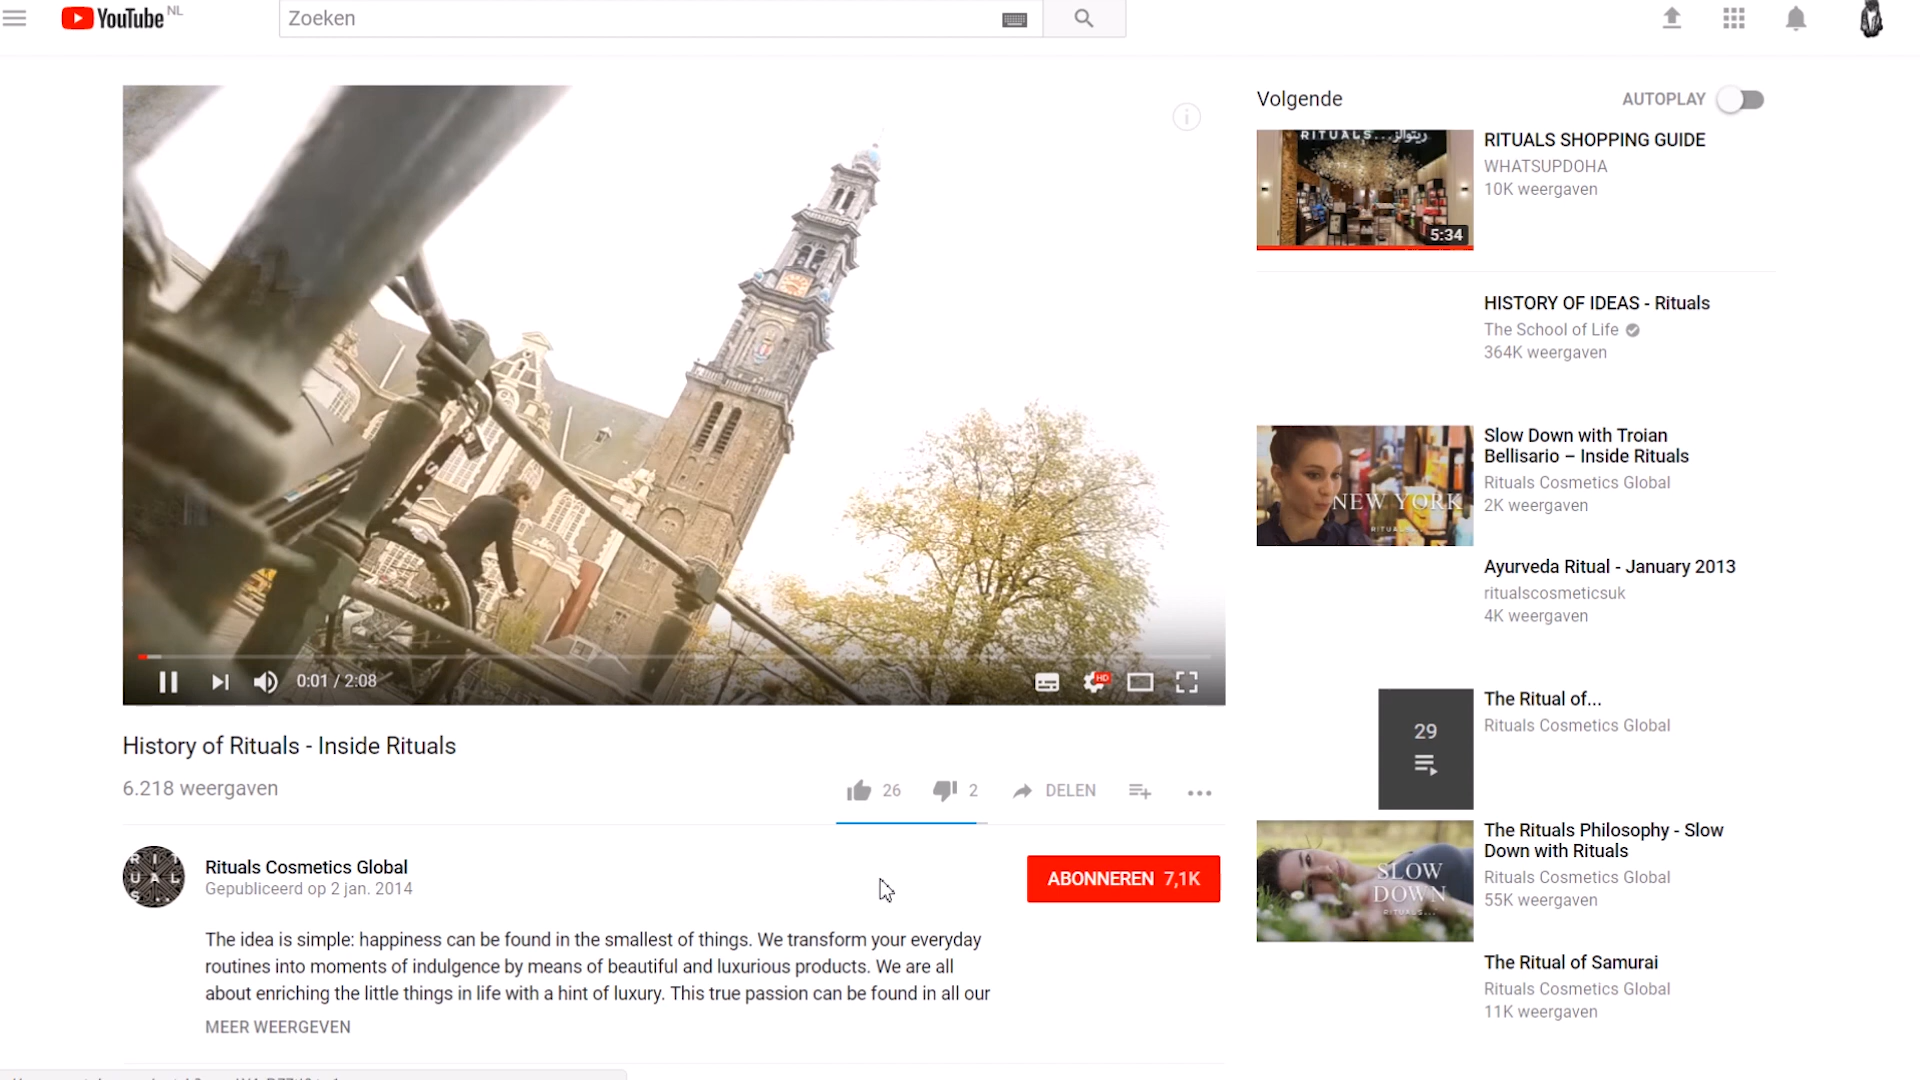 YouTube NL
Zoeken
Volgende
AUTOPLAY
RITUALS...ريتوالز
5:34
RITUALS SHOPPING GUIDE
WHATSUPDOHA
10K weergaven
HISTORY OF IDEAS - Rituals
The School of Life
364K weergaven
NEW YORK
RITUALS...
Slow Down with Troian
Bellisario – Inside Rituals
Rituals Cosmetics Global
2K weergaven
Ayurveda Ritual - January 2013
ritualscosmeticsuk
4K weergaven
29
The Ritual of...
Rituals Cosmetics Global
SLOW
DOWN
RITUALS...
The Rituals Philosophy - Slow
Down with Rituals
Rituals Cosmetics Global
55K weergaven
The Ritual of Samurai
Rituals Cosmetics Global
11K weergaven
0:01 / 2:08
HD
History of Rituals - Inside Rituals
6.218 weergaven
26
2
DELEN
RIT
UAL
S...
Rituals Cosmetics Global
Gepubliceerd op 2 jan. 2014
ABONNEREN 7,1K
The idea is simple: happiness can be found in the smallest of things. We transform your everyday
routines into moments of indulgence by means of beautiful and luxurious products. We are all
about enriching the little things in life with a hint of luxury. This true passion can be found in all our
MEER WEERGEVEN